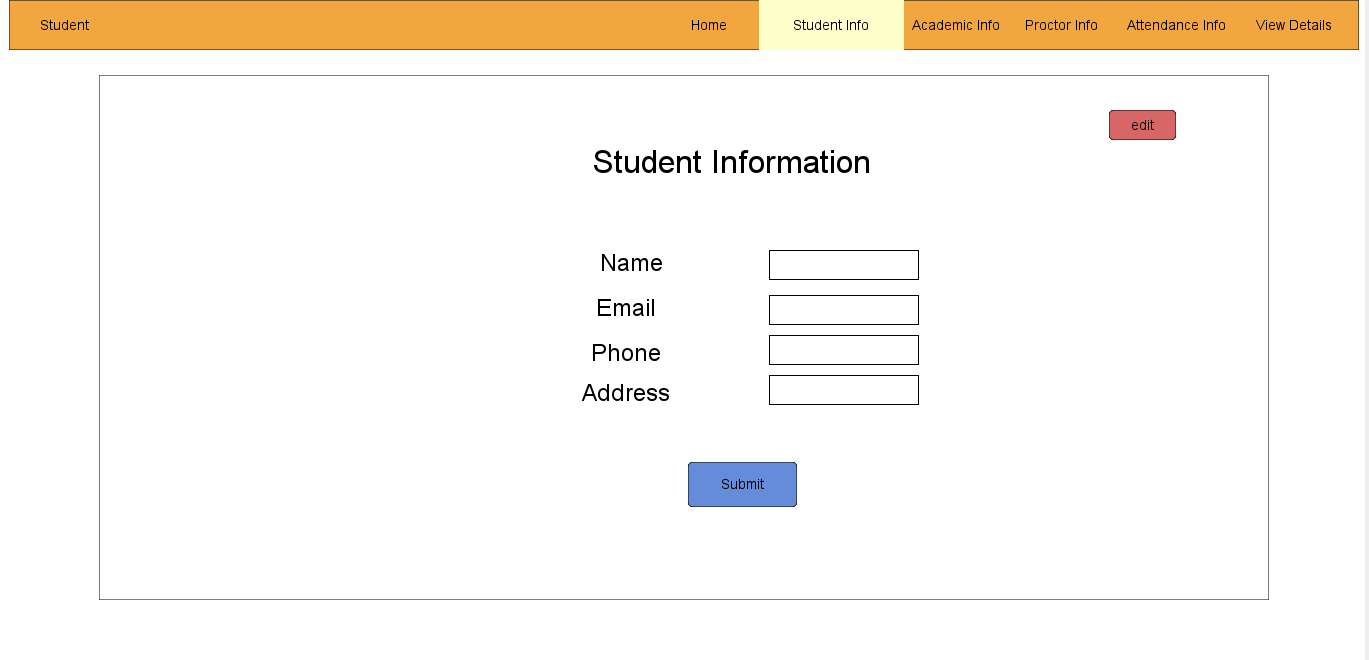 Student Home Student Info Academic Info Proctor Info Attendance Info View Details
edit
Student Information
Name
Email
Phone
Address
Submit